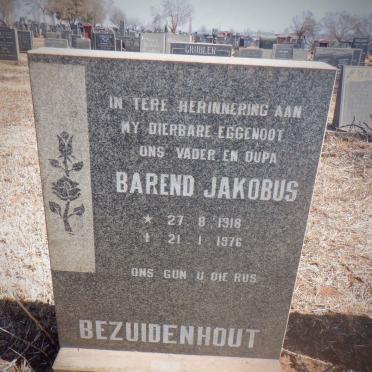 GROBLER
IN TERE HERINNERING AAN
MY DIERBARE EGGENOOT
ONS VADER EN OUPA
BAREND JAKOBUS
* 27 8 1918
† 21 1 1976
ONS GUN U DIE RUS
BEZUIDENHOUT